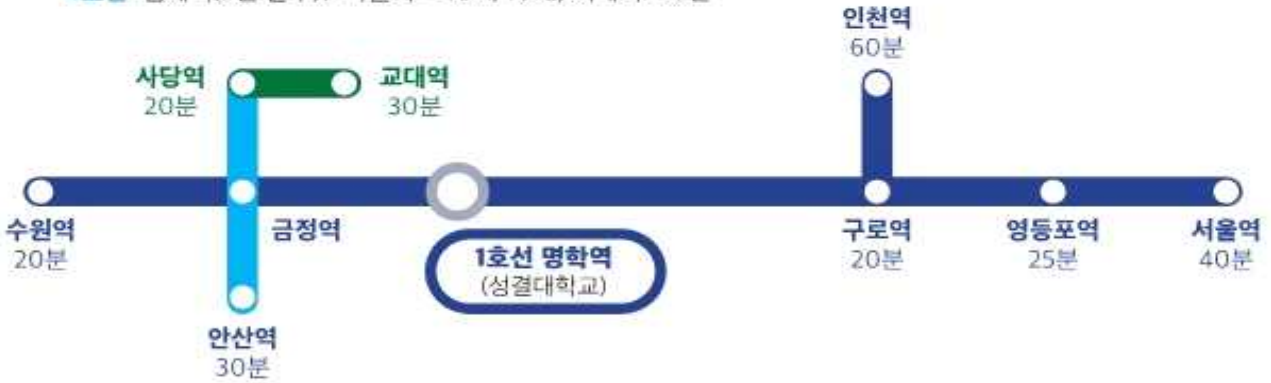 인천역
60분
사당역
20분
교대역
30분
수원역
20분
금정역
1호선 명학역
(성결대학교)
구로역
20분
영등포역
25분
서울역
40분
안산역
30분